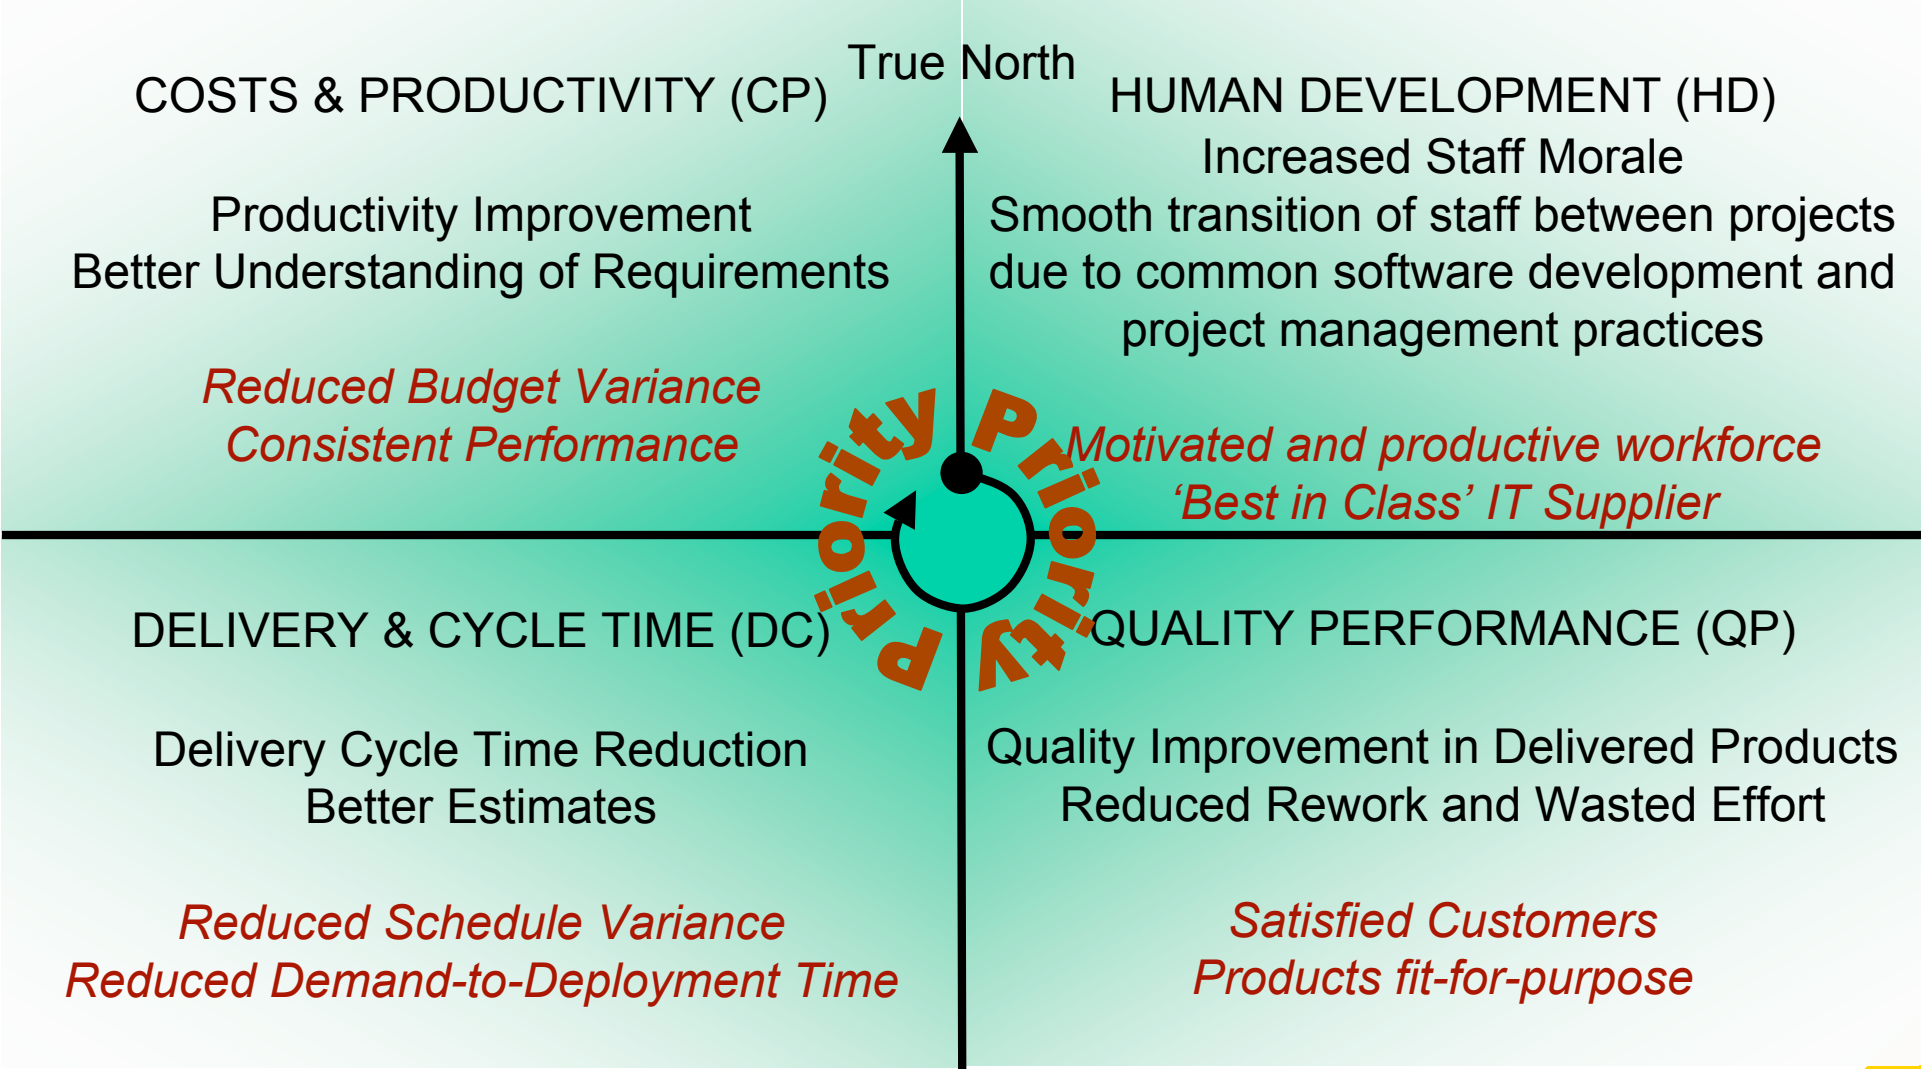 True North
COSTS & PRODUCTIVITY (CP)
Productivity Improvement
Better Understanding of Requirements
Reduced Budget Variance
Consistent Performance
HUMAN DEVELOPMENT (HD)
Increased Staff Morale
Smooth transition of staff between projects
due to common software development and
project management practices
Motivated and productive workforce
‘Best in Class’ IT Supplier
Priority
Priority
DELIVERY & CYCLE TIME (DC)
Delivery Cycle Time Reduction
Better Estimates
Reduced Schedule Variance
Reduced Demand-to-Deployment Time
QUALITY PERFORMANCE (QP)
Quality Improvement in Delivered Products
Reduced Rework and Wasted Effort
Satisfied Customers
Products fit-for-purpose